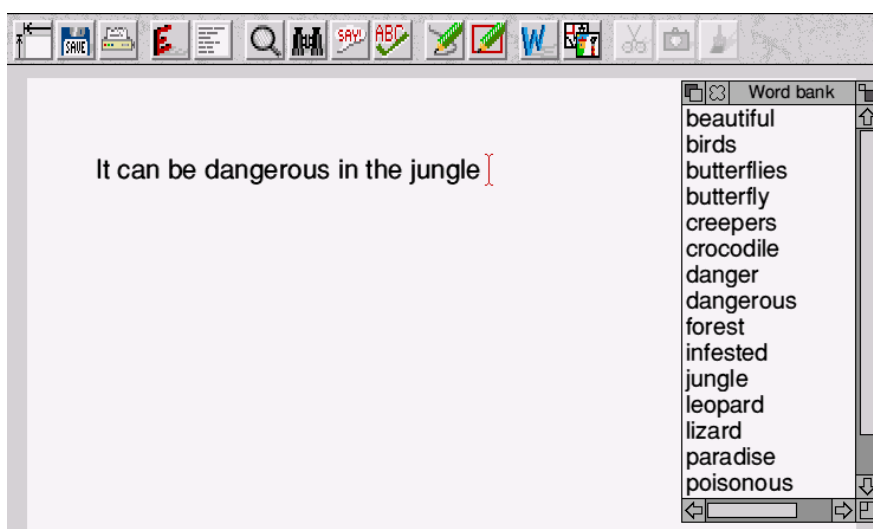 SAVE
SAY!
ABC
W
It can be dangerous in the jungle
Word bank
beautiful
birds
butterflies
butterfly
creepers
crocodile
danger
dangerous
forest
infested
jungle
leopard
lizard
paradise
poisonous